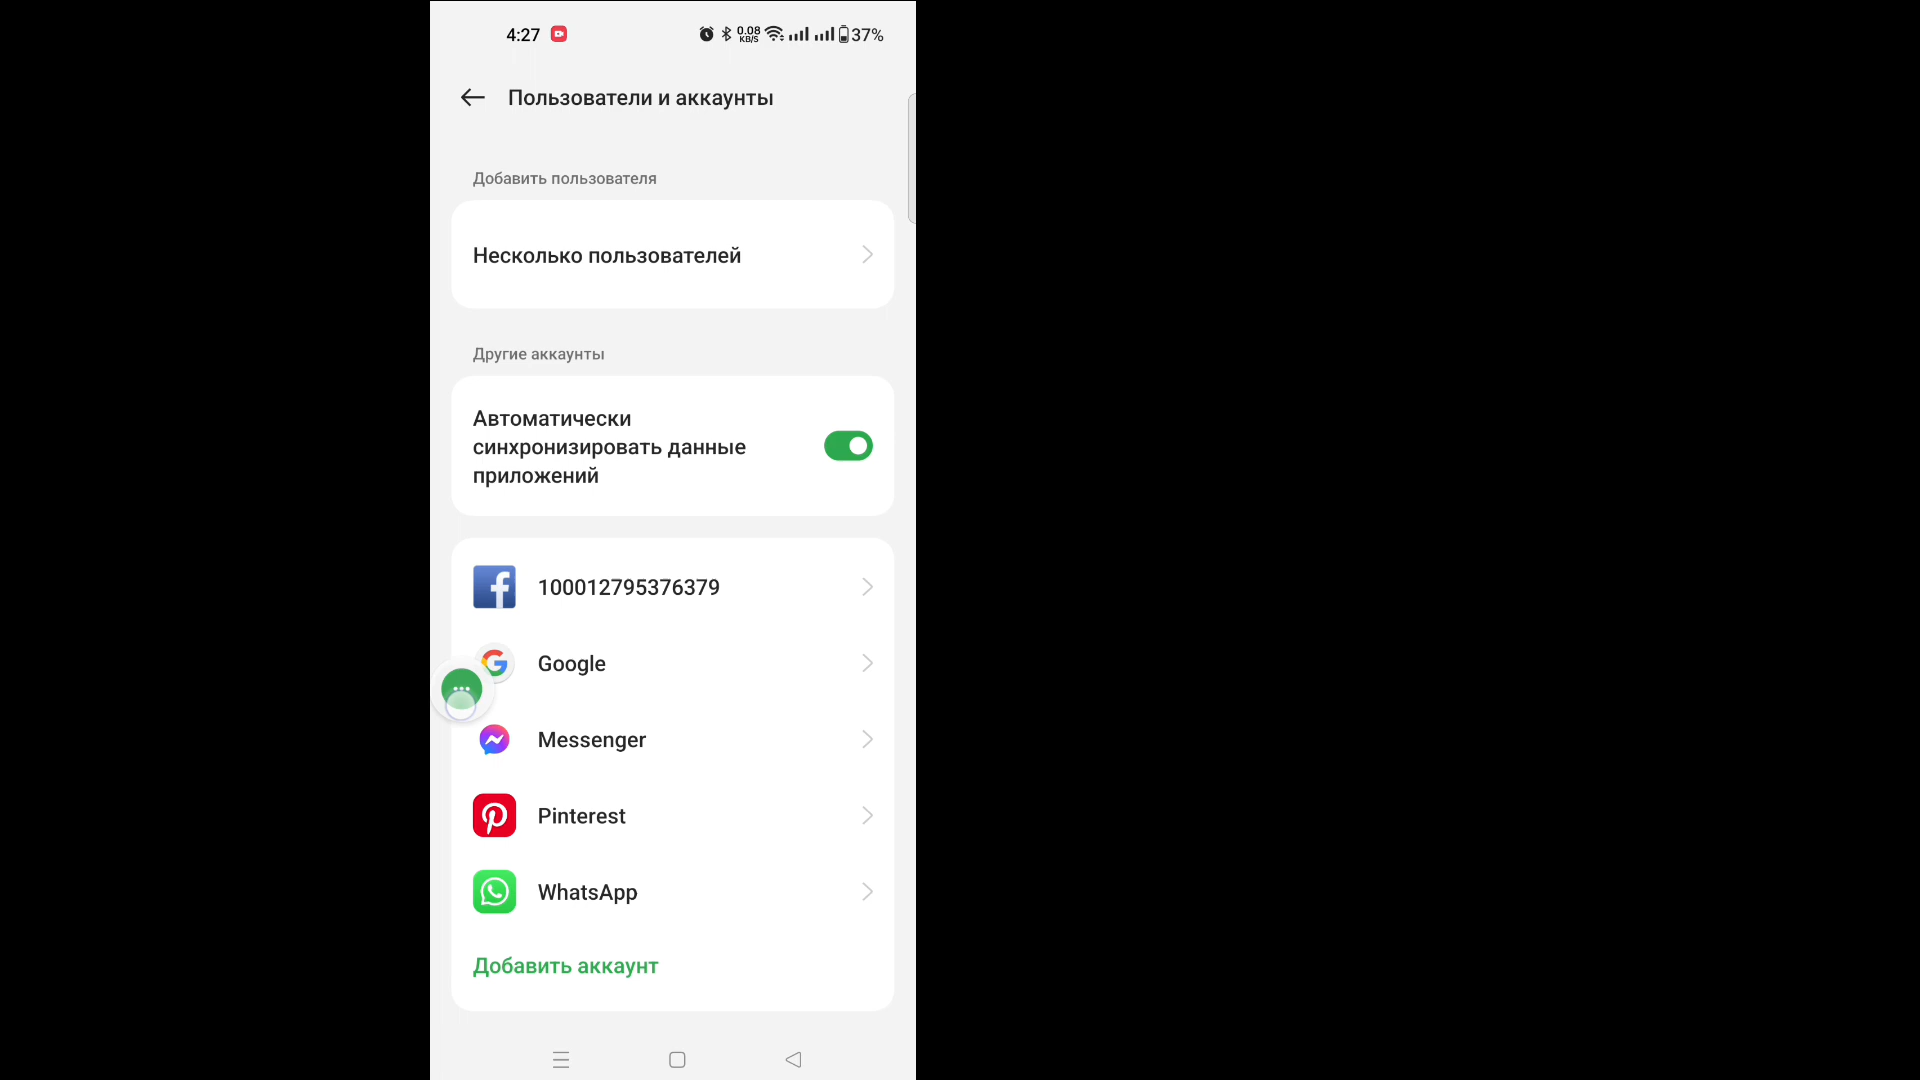 4:27
0.08
KB/S
37%
Пользователи и аккаунты
Добавить пользователя
Несколько пользователей
Другие аккаунты
Автоматически
синхронизировать данные
приложений
100012795376379
Google
Messenger
Pinterest
WhatsApp
Добавить аккаунт